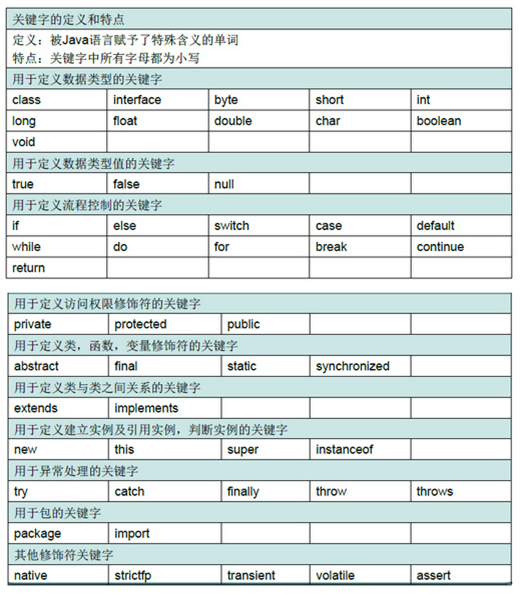 关键字的定义和特点
定义：被Java语言赋予了特殊含义的单词
特点：关键字中所有字母都为小写
用于定义数据类型的关键字
class interface byte short int
long float double char boolean
void
用于定义数据类型值的关键字
true false null
用于定义流程控制的关键字
if else switch case default
while do for break continue
return
用于定义访问权限修饰符的关键字
private protected public
用于定义类，函数，变量修饰符的关键字
abstract final static synchronized
用于定义类与类之间关系的关键字
extends implements
用于定义建立实例及引用实例，判断实例的关键字
new this super instanceof
用于异常处理的关键字
try catch finally throw throws
用于包的关键字
package import
其他修饰符关键字
native strictfp transient volatile assert